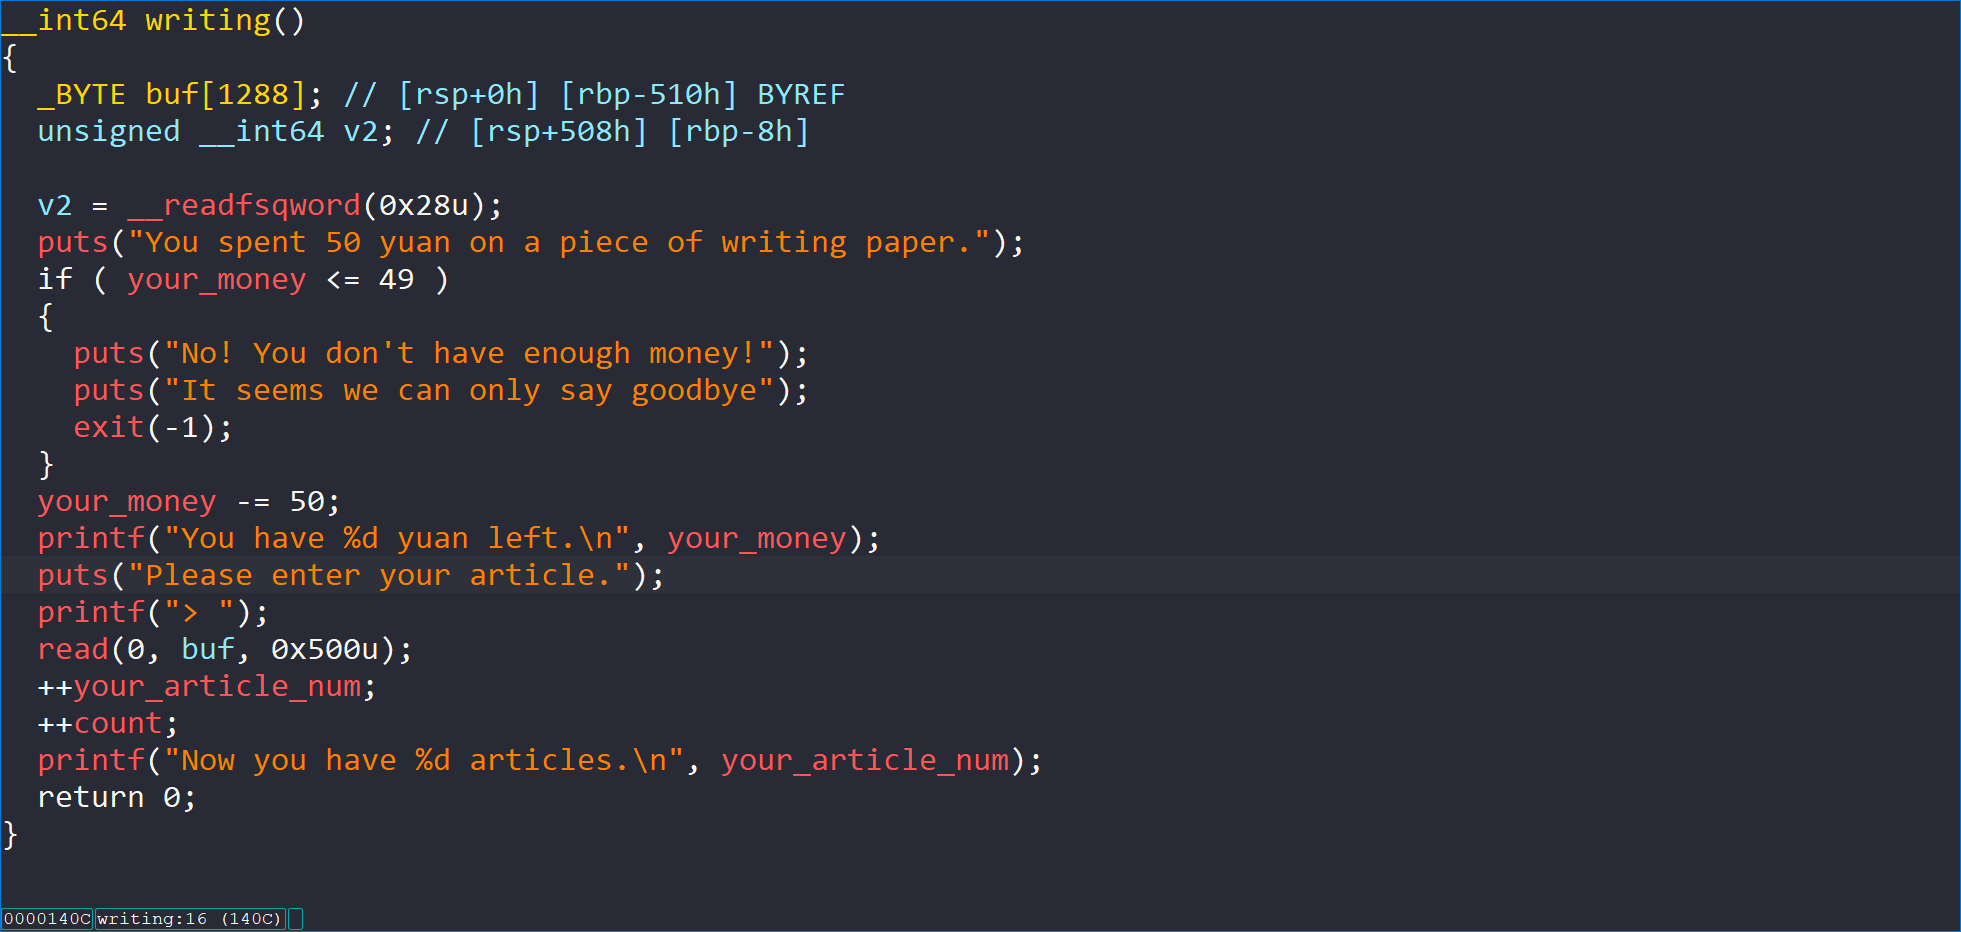 __int64 writing()
{
  _BYTE buf[1288]; // [rsp+0h] [rbp-510h] BYREF
  unsigned __int64 v2; // [rsp+508h] [rbp-8h]

  v2 = __readfsqword(0x28u);
  puts("You spent 50 yuan on a piece of writing paper.");
  if ( your_money <= 49 )
  {
    puts("No! You don't have enough money!");
    puts("It seems we can only say goodbye");
    exit(-1);
  }
  your_money -= 50;
  printf("You have %d yuan left.\n", your_money);
  puts("Please enter your article.");
  printf("> ");
  read(0, buf, 0x500u);
  ++your_article_num;
  ++count;
  printf("Now you have %d articles.\n", your_article_num);
  return 0;
}
0000140C writing:16 (140C)